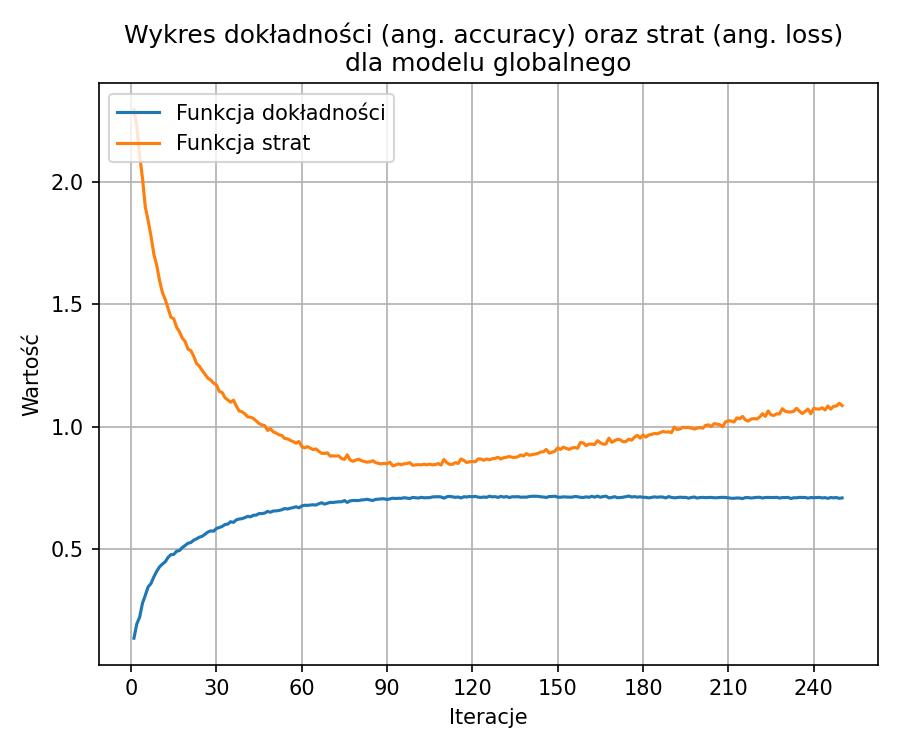 Wykres dokładności (ang. accuracy) oraz strat (ang. loss)
dla modelu globalnego
Funkcja dokładności
Funkcja strat
Wartość
2.0
1.5
1.0
0.5
0 30 60 90 120 150 180 210 240
Iteracje